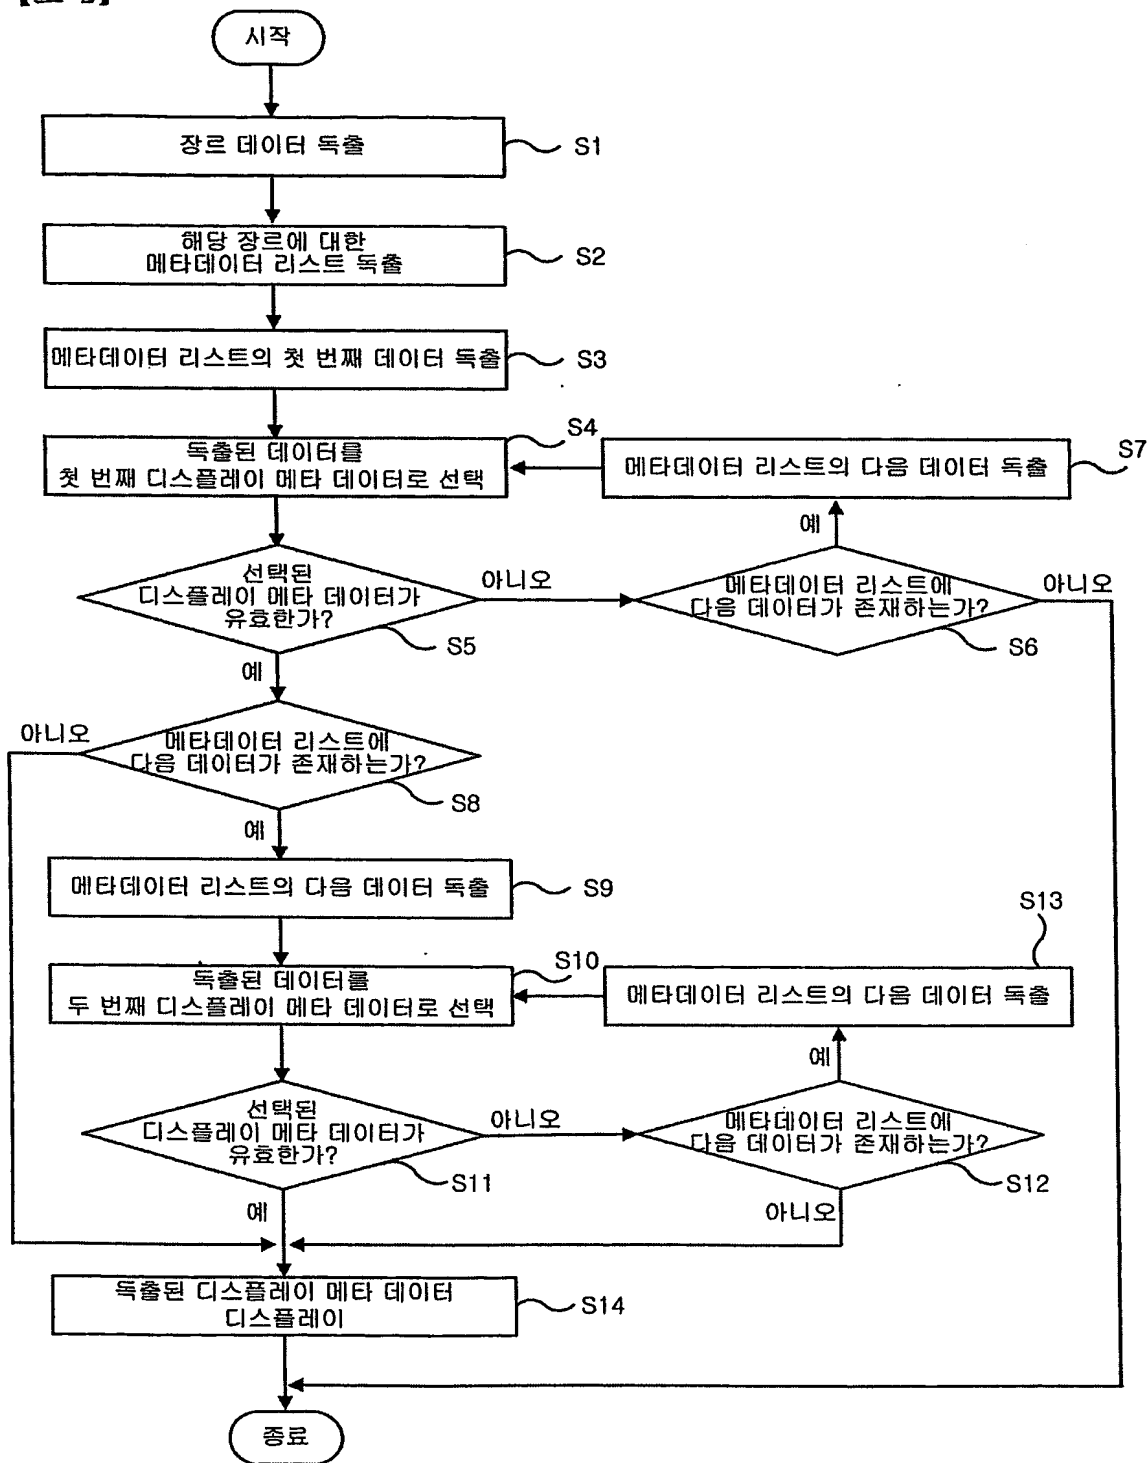 시작
장르 데이터 독출
S1
해당 장르에 대한
메타데이터 리스트 독출
S2
메타데이터 리스트의 첫 번째 데이터 독출
S3
독출된 데이터를
첫 번째 디스플레이 메타 데이터로 선택
S4
메타데이터 리스트의 다음 데이터 독출
S7
예
선택된
디스플레이 메타 데이터가
유효한가?
S5
아니오
메타데이터 리스트에
다음 데이터가 존재하는가?
S6
아니오
예
아니오
메타데이터 리스트에
다음 데이터가 존재하는가?
S8
예
메타데이터 리스트의 다음 데이터 독출
S9
S13
독출된 데이터를
두 번째 디스플레이 메타 데이터로 선택
S10
메타데이터 리스트의 다음 데이터 독출
예
선택된
디스플레이 메타 데이터가
유효한가?
S11
아니오
메타데이터 리스트에
다음 데이터가 존재하는가?
S12
예
아니오
독출된 디스플레이 메타 데이터
디스플레이
S14
종료